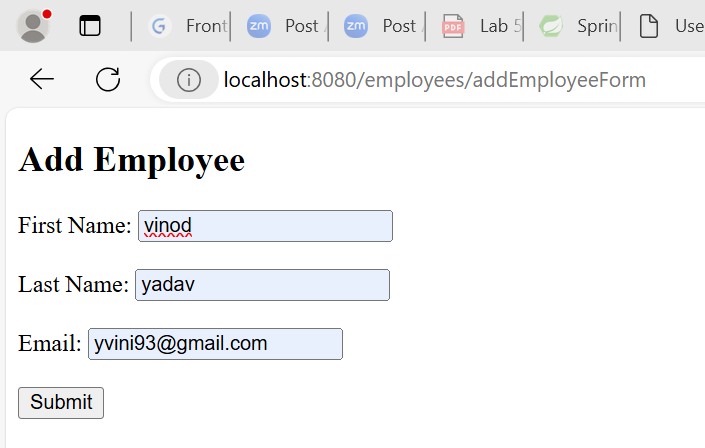 Front
Post
Post
Lab 5
Sprin
Use
localhost:8080/employees/addEmployeeForm
Add Employee
First Name: vinod
Last Name: yadav
Email: yvini93@gmail.com
Submit